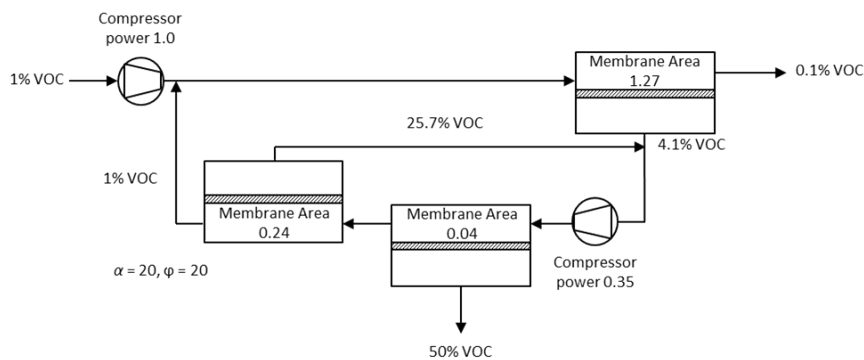 Compressor
power 1.0
1% VOC
Membrane Area
1.27
0.1% VOC
25.7% VOC
4.1% VOC
1% VOC
Membrane Area
0.24
Membrane Area
0.04
Compressor
power 0.35
α = 20, φ = 20
50% VOC